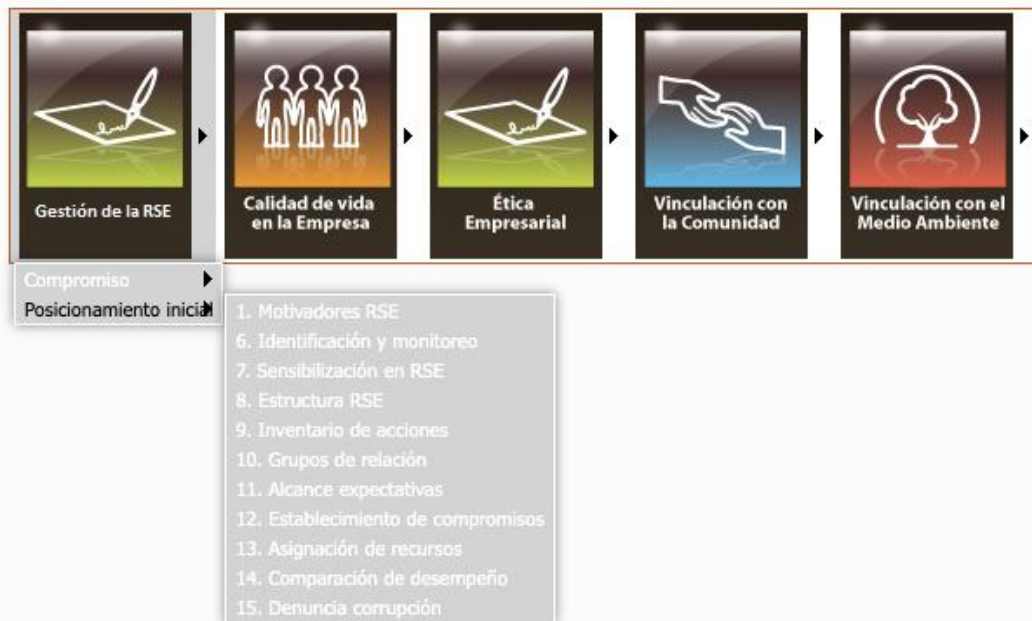 Gestión de la RSE
Calidad de vida
en la Empresa
Ética
Empresarial
Vinculación con
la Comunidad
Vinculación con el
Medio Ambiente
Compromiso
Posicionamiento inicial
1. Motivadores RSE
6. Identificación y monitoreo
7. Sensibilización en RSE
8. Estructura RSE
9. Inventario de acciones
10. Grupos de relación
11. Alcance expectativas
12. Establecimiento de compromisos
13. Asignación de recursos
14. Comparación de desempeño
15. Denuncia corrupción